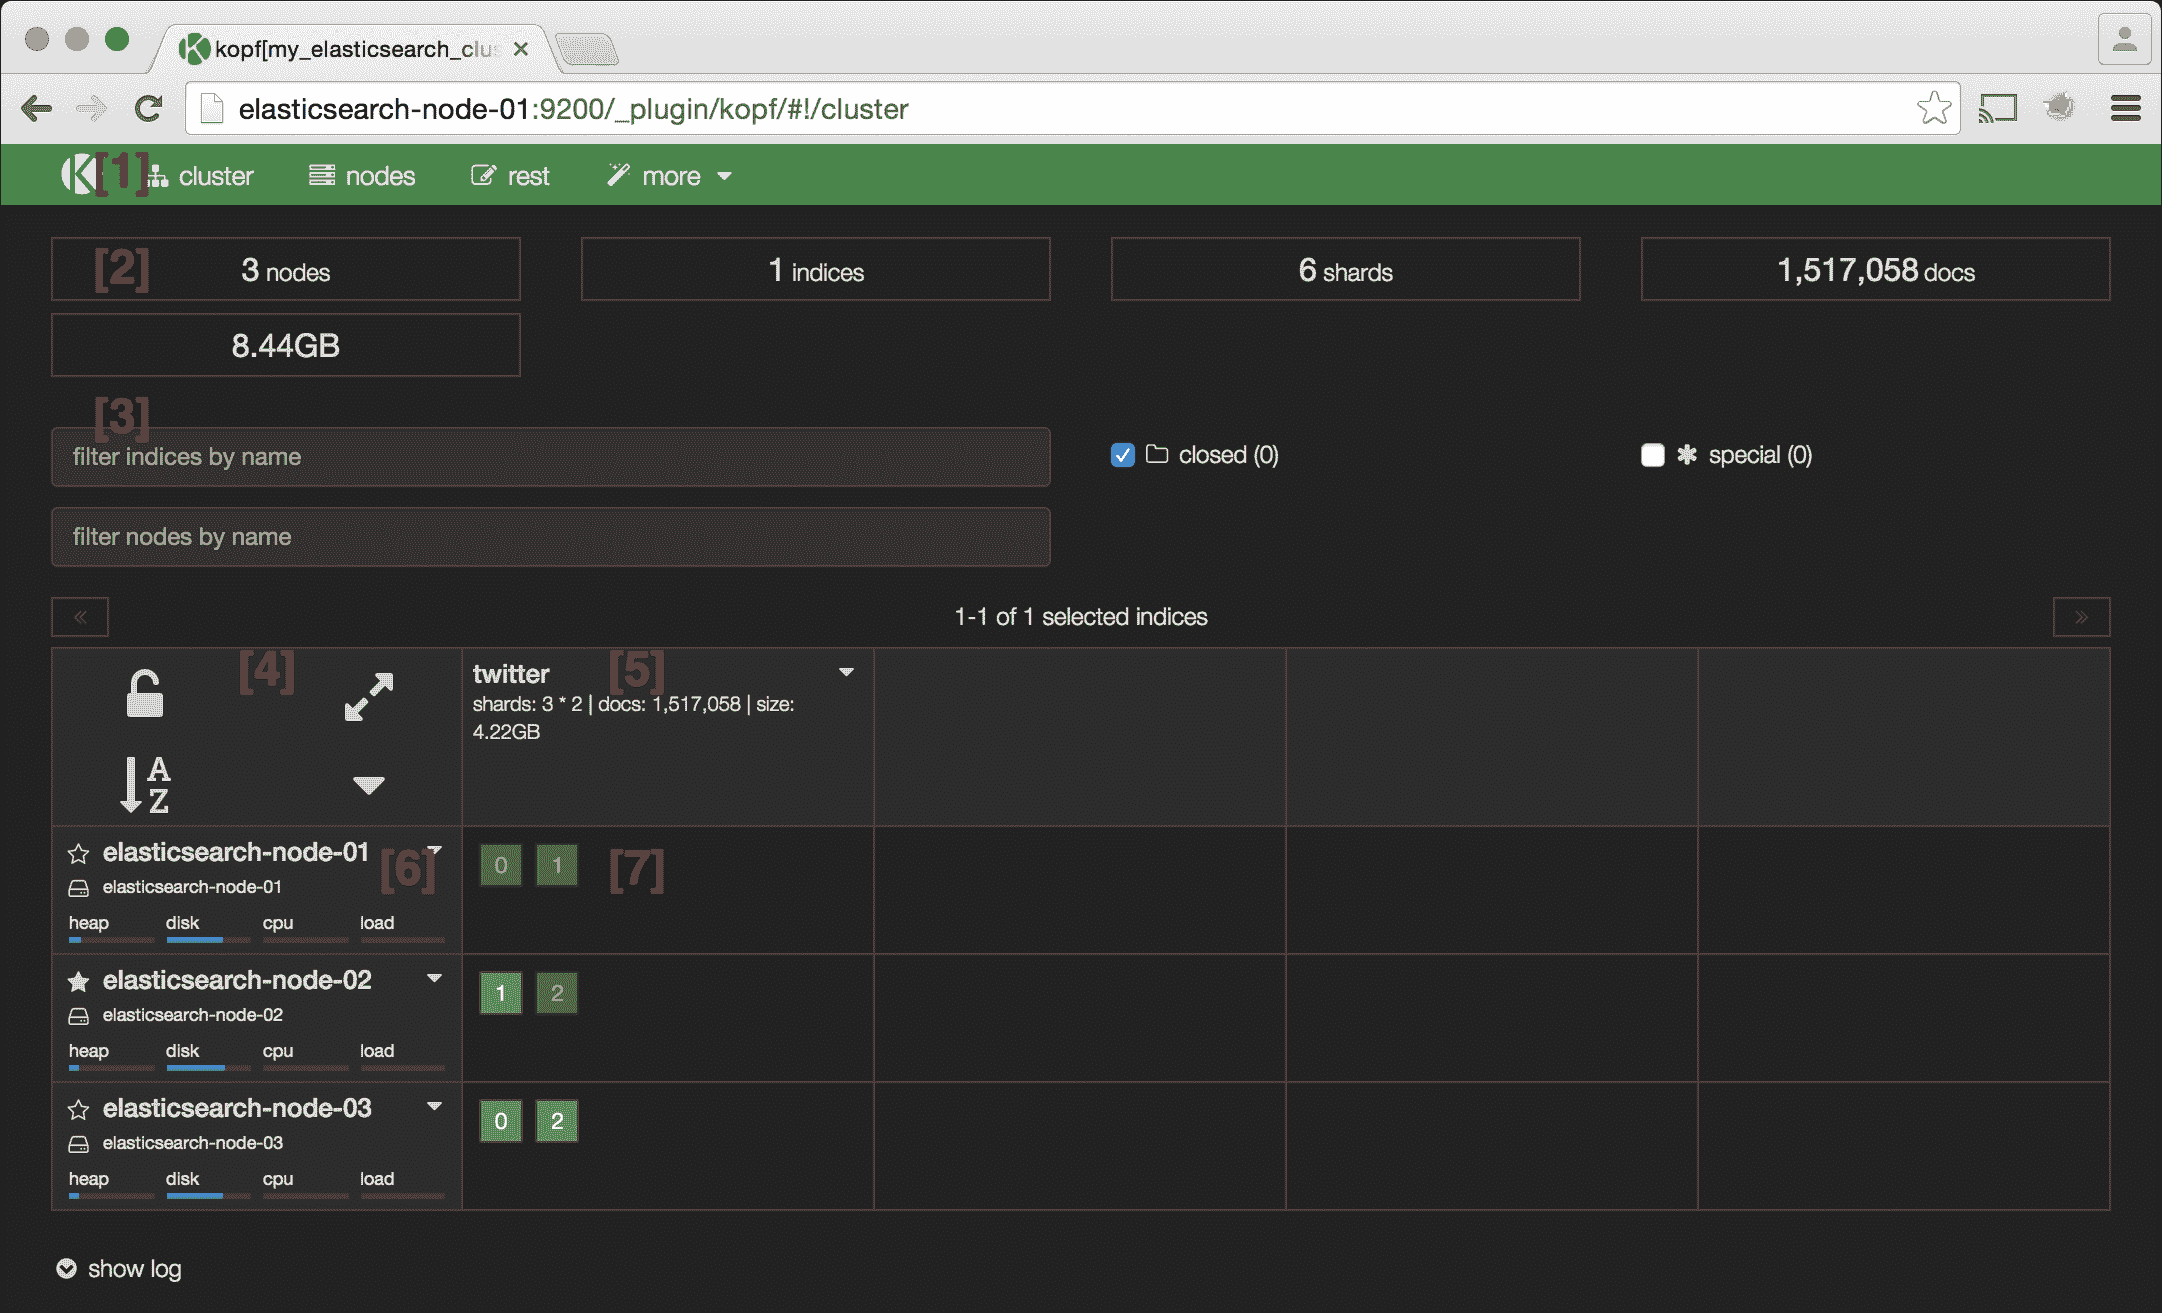 kopf[my_elasticsearch_clus
elasticsearch-node-01:9200/_plugin/kopf/#!/cluster
[1] cluster nodes rest more
[2] 3 nodes 1 indices 6 shards 1,517,058 docs
8.44GB
[3]
filter indices by name closed (0) special (0)
filter nodes by name
« 1-1 of 1 selected indices »
[4] twitter [5]
shards: 3 * 2 | docs: 1,517,058 | size:
4.22GB
A
Z
elasticsearch-node-01 [6] 0 1 [7]
elasticsearch-node-01
heap disk cpu load
elasticsearch-node-02 1 2
elasticsearch-node-02
heap disk cpu load
elasticsearch-node-03 0 2
elasticsearch-node-03
heap disk cpu load
show log